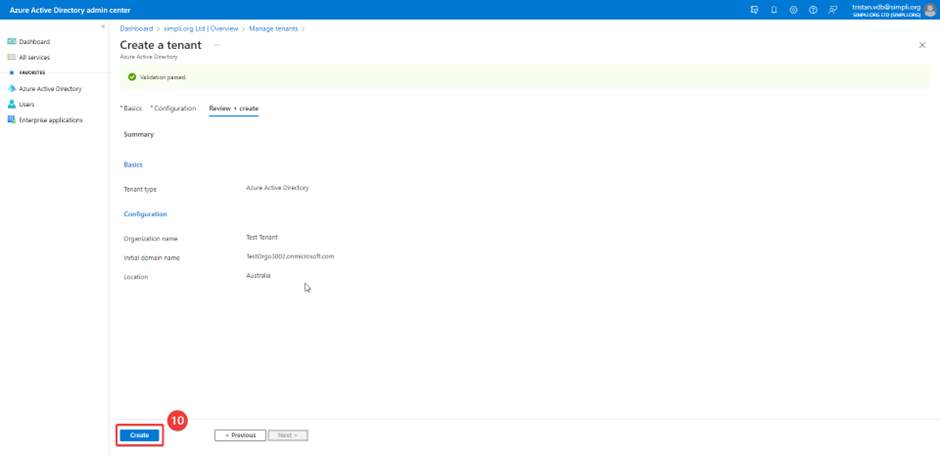 Azure Active Directory admin center
tristan.vdb@simpli.org
SIMPLI.ORG LTD (SIMPLI.ORG)
Dashboard > simpli.org Ltd | Overview > Manage tenants >
Create a tenant ...
Azure Active Directory
Validation passed.
* Basics * Configuration Review + create
Summary
Basics
Tenant type Azure Active Directory
Configuration
Organization name Test Tenant
Initial domain name TestOrgo3002.onmicrosoft.com
Location Australia
«
Dashboard
All services
FAVORITES
Azure Active Directory
Users
Enterprise applications
10
Create < Previous Next >